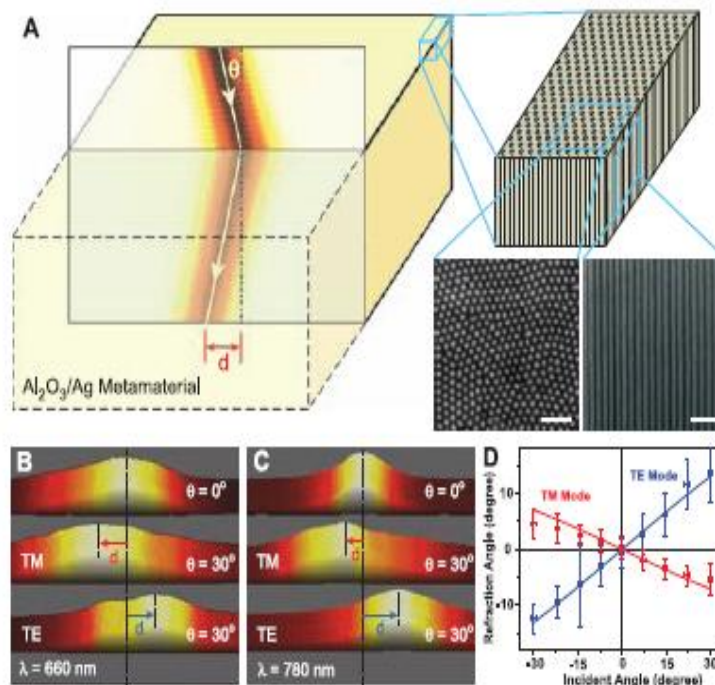 A
θ
d
Al₂O₃/Ag Metamaterial
B
θ = 0°
TM
d
θ = 30°
TE
d
θ = 30°
λ = 660 nm
C
θ = 0°
TM
d
θ = 30°
TE
d
θ = 30°
λ = 780 nm
D
TE Mode
TM Mode
Refraction Angle (degree)
10
0
-10
-30
-15
0
15
30
Incident Angle (degree)